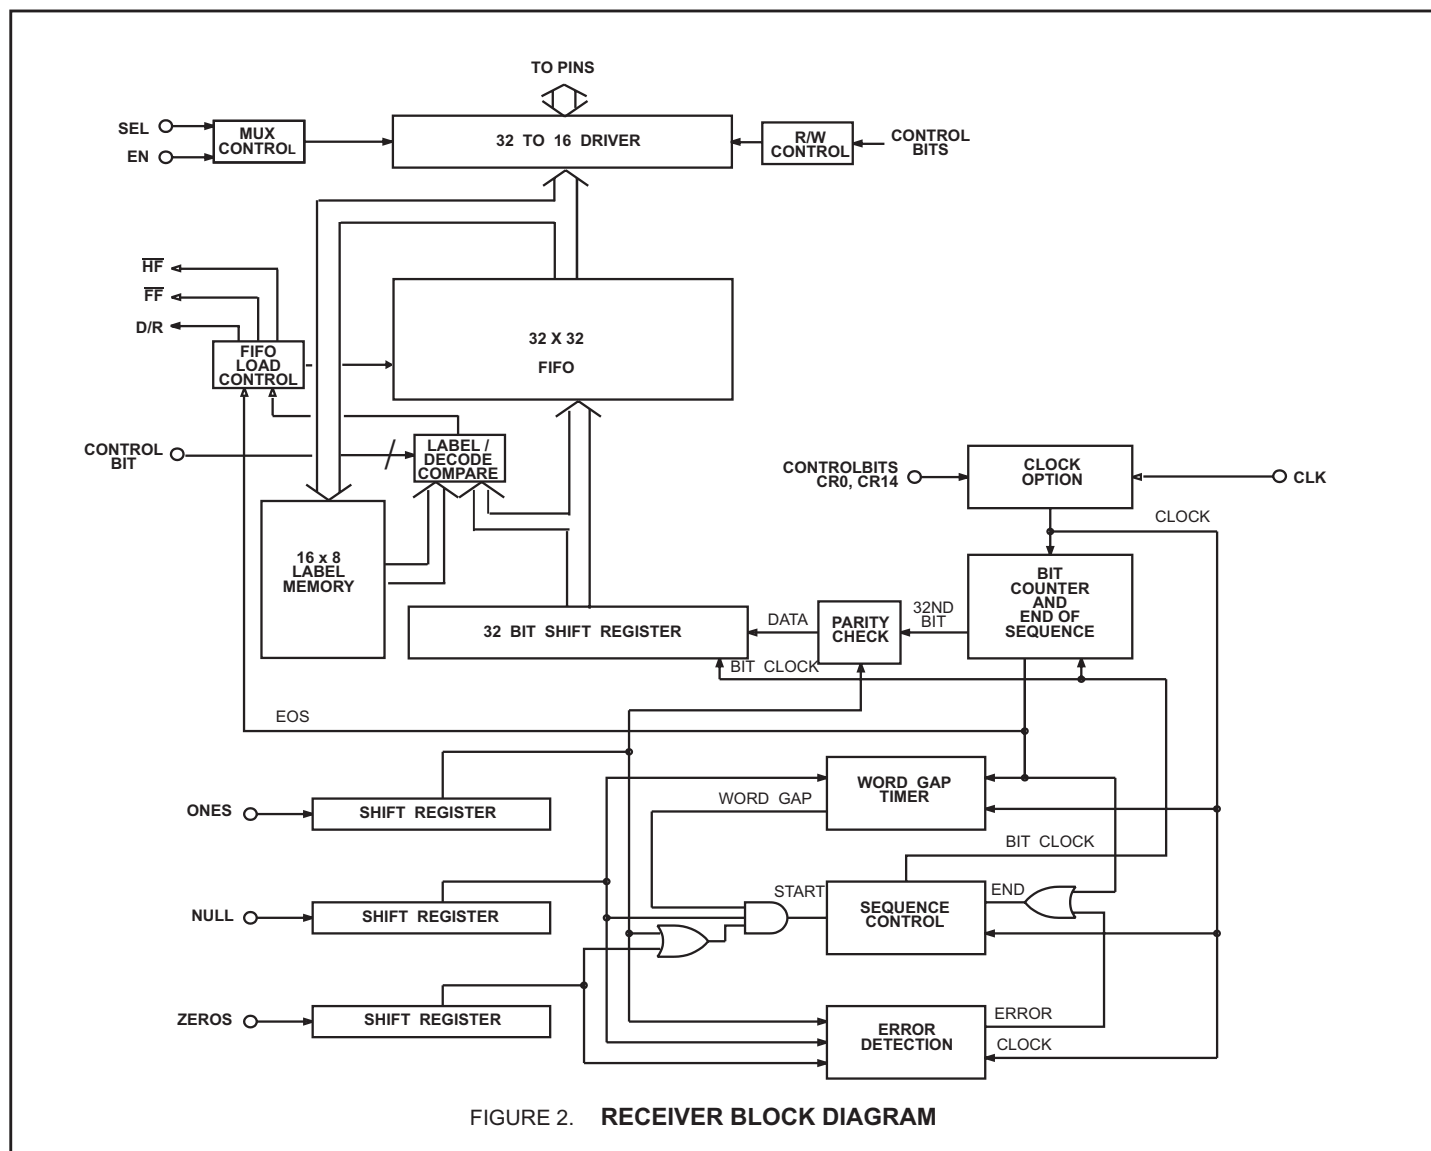 TO PINS
SEL
EN
MUX
CONTROL
32 TO 16 DRIVER
R/W
CONTROL
CONTROL
BITS
HF
FF
D/R
FIFO
LOAD
CONTROL
32 X 32
FIFO
CONTROL
BIT
/
LABEL /
DECODE
COMPARE
CONTROLBITS
CR0, CR14
CLOCK
OPTION
CLK
CLOCK
16 x 8
LABEL
MEMORY
BIT
COUNTER
AND
END OF
SEQUENCE
32 BIT SHIFT REGISTER
DATA
PARITY
CHECK
32ND
BIT
BIT CLOCK
EOS
WORD GAP
TIMER
WORD GAP
ONES
SHIFT REGISTER
BIT CLOCK
NULL
SHIFT REGISTER
START
SEQUENCE
CONTROL
END
ZEROS
SHIFT REGISTER
ERROR
DETECTION
ERROR
CLOCK
FIGURE 2. RECEIVER BLOCK DIAGRAM